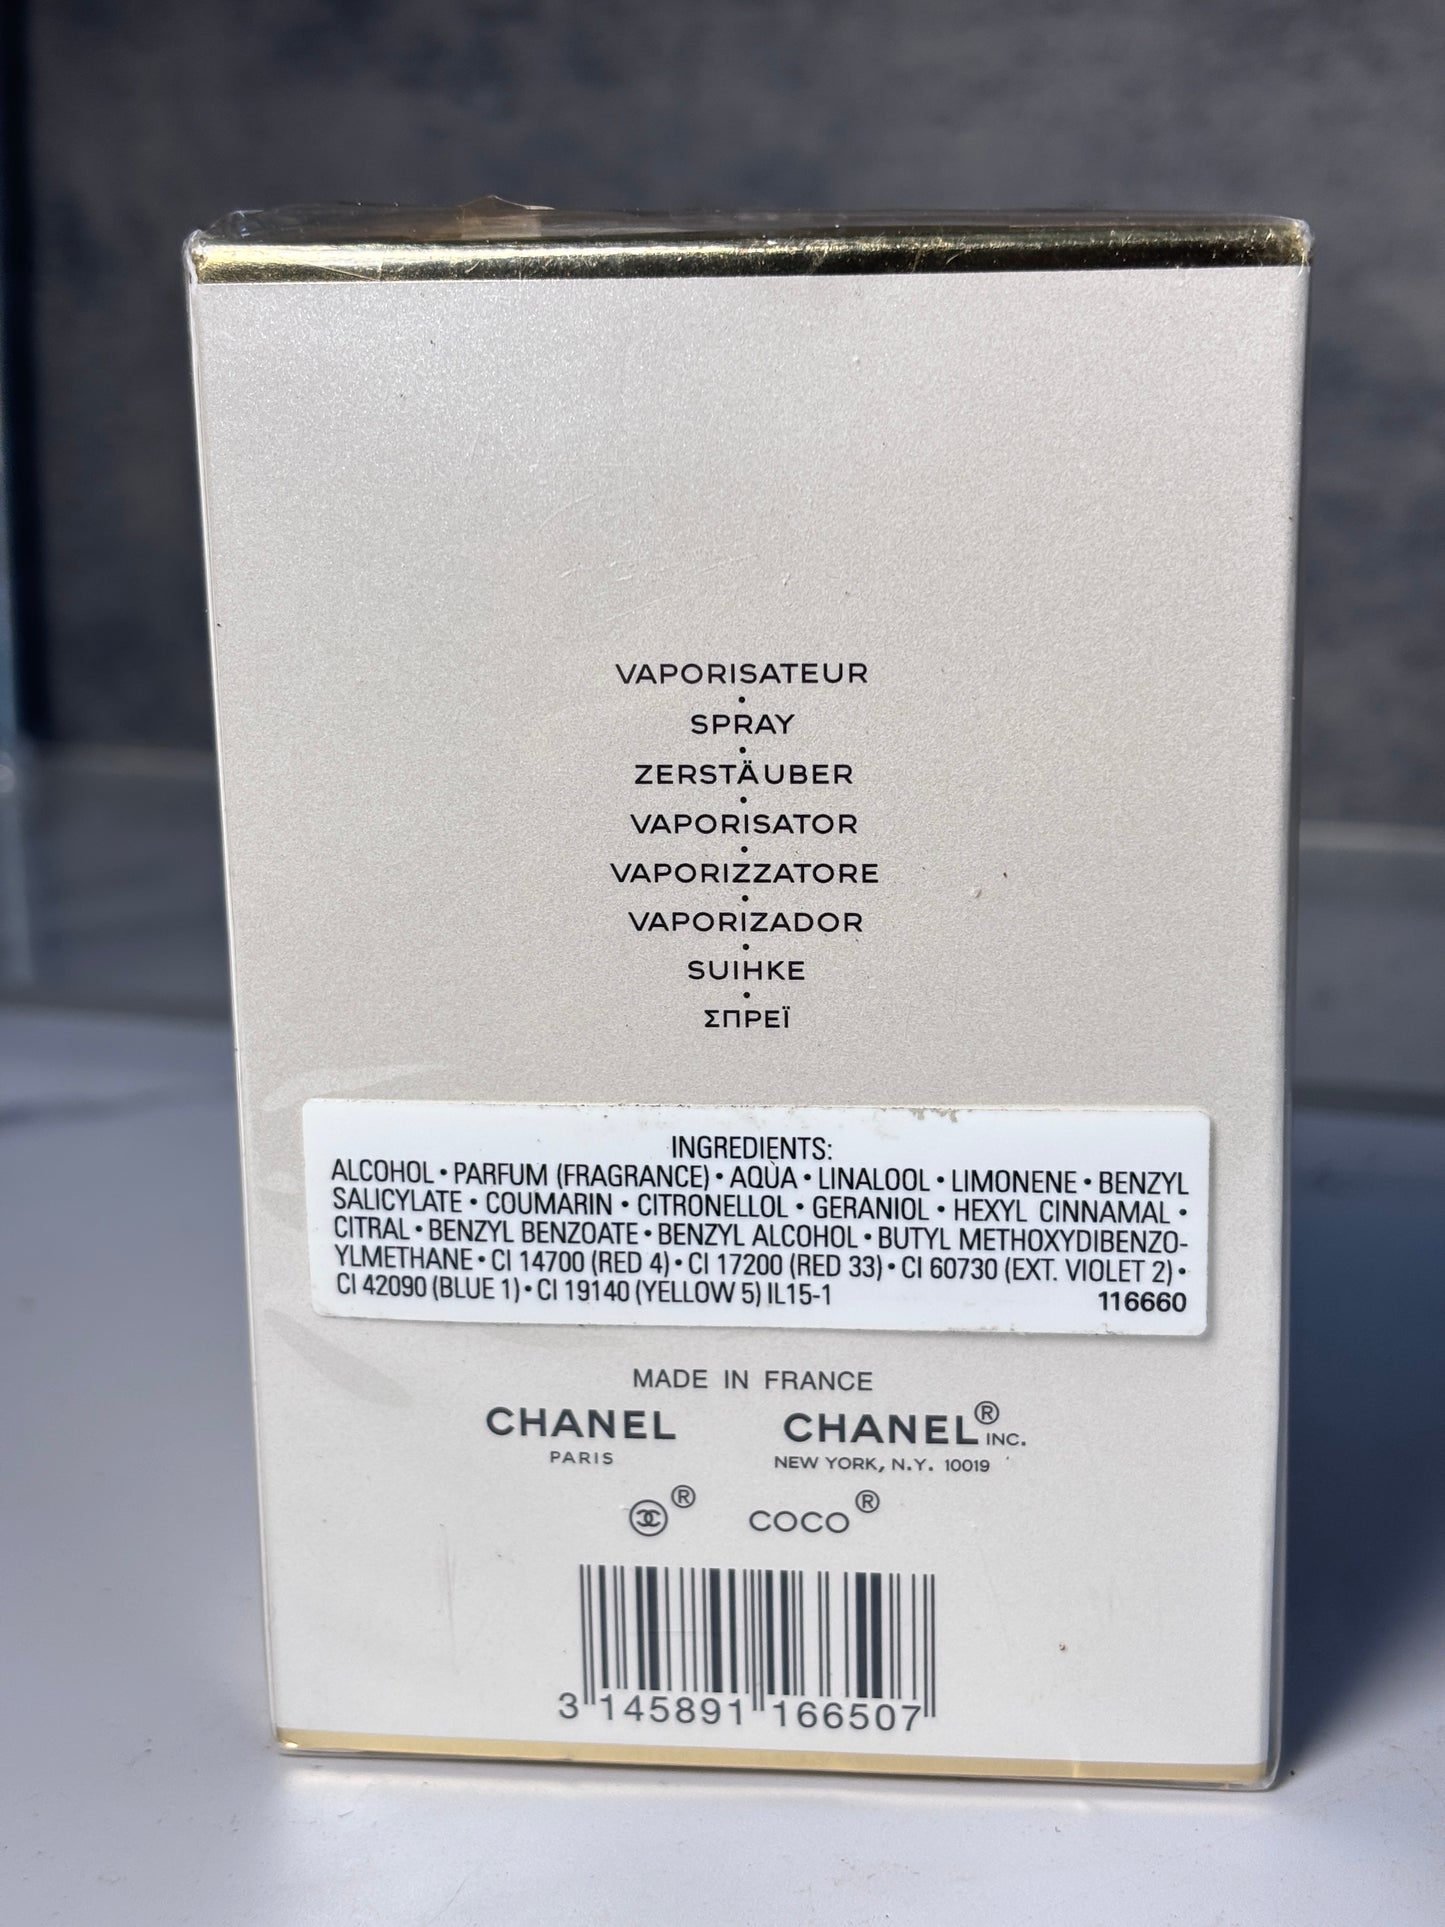 VAPORISATEUR
•
SPRAY
•
ZERSTÄUBER
•
VAPORISATOR
•
VAPORIZZATORE
•
VAPORIZADOR
•
SUIHKE
•
ΣΠΡΕΪ
INGREDIENTS:
ALCOHOL • PARFUM (FRAGRANCE) • AQUA • LINALOOL • LIMONENE • BENZYL
SALICYLATE • COUMARIN • CITRONELLOL • GERANIOL • HEXYL CINNAMAL •
CITRAL • BENZYL BENZOATE • BENZYL ALCOHOL • BUTYL METHOXYDIBENZO-
YLMETHANE • CI 14700 (RED 4) • CI 17200 (RED 33) • CI 60730 (EXT. VIOLET 2) •
CI 42090 (BLUE 1) • CI 19140 (YELLOW 5) IL15-1 116660
MADE IN FRANCE
CHANEL CHANEL® INC.
PARIS NEW YORK, N.Y. 10019
® COCO®
3 145891 166507